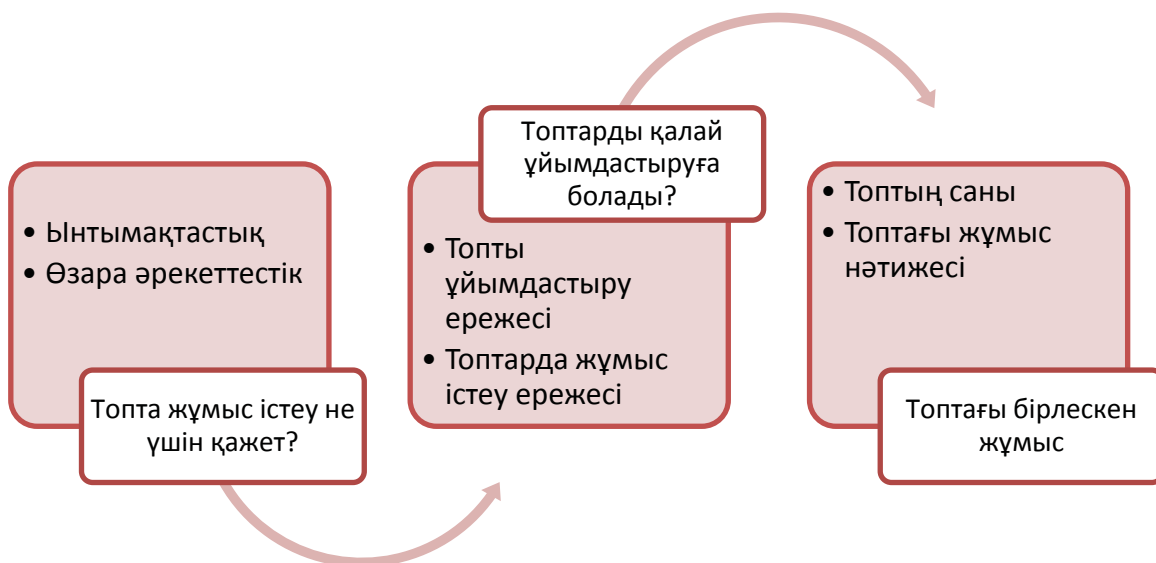 • Ынтымақтастық
• Өзара әрекеттестік
Топта жұмыс істеу не
үшін қажет?
Топтарды қалай
ұйымдастыруға
болады?
• Топты
ұйымдастыру
ережесі
• Топтарда жұмыс
істеу ережесі
• Топтың саны
• Топтағы жұмыс
нәтижесі
Топтағы бірлескен
жұмыс